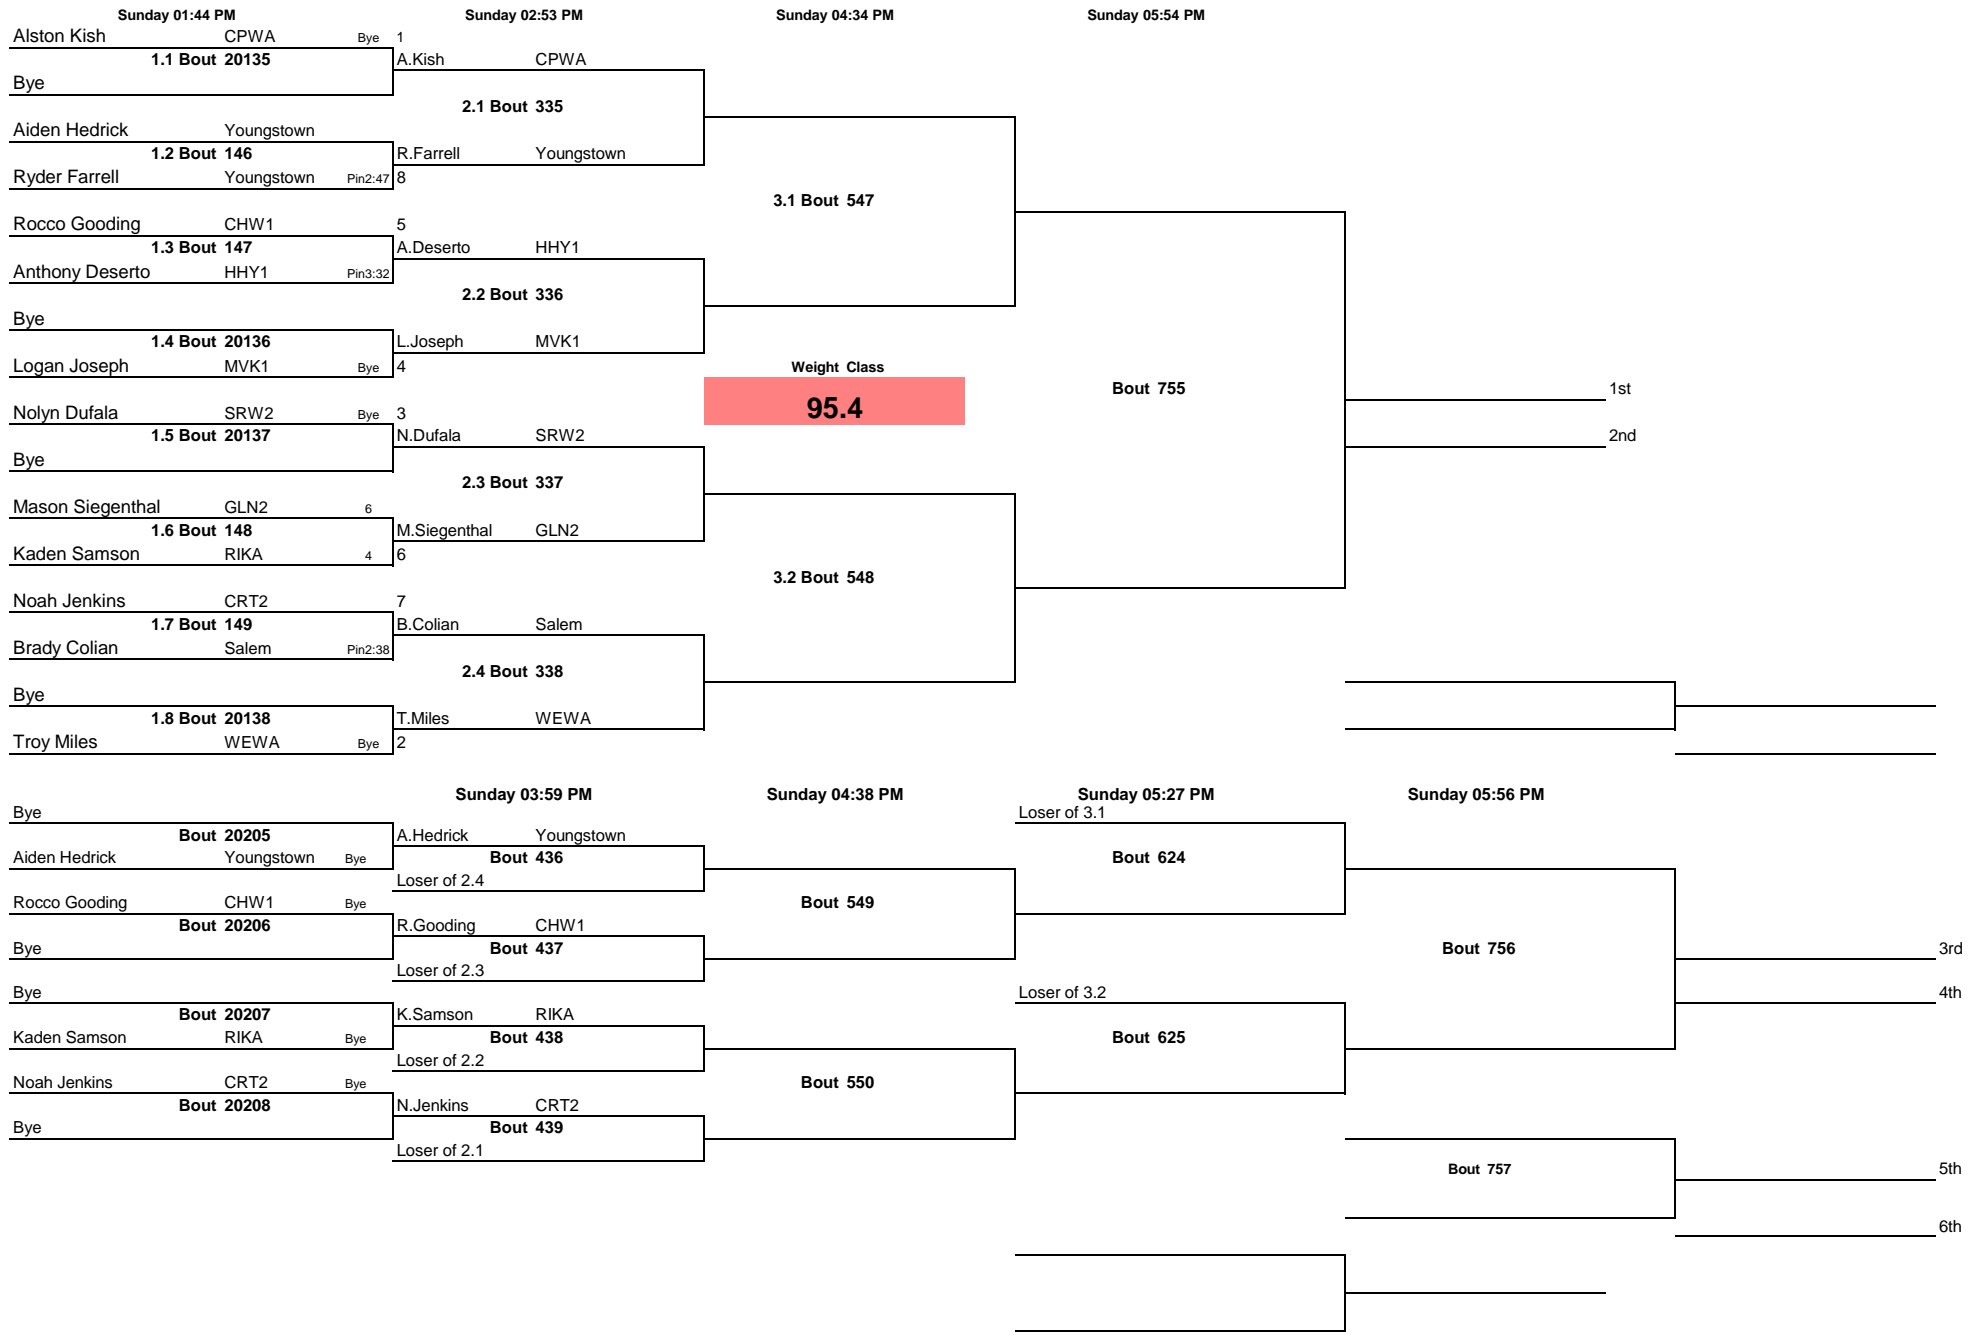 Sunday 01:44 PM Sunday 02:53 PM Sunday 04:34 PM Sunday 05:54 PM
Alston Kish CPWA Bye 1
1.1 Bout 20135 A.Kish CPWA
Bye
2.1 Bout 335
Aiden Hedrick Youngstown
1.2 Bout 146 R.Farrell Youngstown
Ryder Farrell Youngstown Pin2:47 8
3.1 Bout 547
Rocco Gooding CHW1 5
1.3 Bout 147 A.Deserto HHY1
Anthony Deserto HHY1 Pin3:32
2.2 Bout 336
Bye
1.4 Bout 20136 L.Joseph MVK1
Logan Joseph MVK1 Bye 4 Weight Class
Bout 755 1st
Nolyn Dufala SRW2 Bye 3 95.4
1.5 Bout 20137 N.Dufala SRW2 2nd
Bye
2.3 Bout 337
Mason Siegenthal GLN2 6
1.6 Bout 148 M.Siegenthal GLN2
Kaden Samson RIKA 4 6
3.2 Bout 548
Noah Jenkins CRT2 7
1.7 Bout 149 B.Colian Salem
Brady Colian Salem Pin2:38
2.4 Bout 338
Bye
1.8 Bout 20138 T.Miles WEWA
Troy Miles WEWA Bye 2
Sunday 03:59 PM Sunday 04:38 PM Sunday 05:27 PM Sunday 05:56 PM
Bye Loser of 3.1
Bout 20205 A.Hedrick Youngstown
Aiden Hedrick Youngstown Bye Bout 436 Bout 624
Loser of 2.4
Rocco Gooding CHW1 Bye Bout 549
Bout 20206 R.Gooding CHW1
Bye Bout 437 Bout 756 3rd
Loser of 2.3
Bye Loser of 3.2 4th
Bout 20207 K.Samson RIKA
Kaden Samson RIKA Bye Bout 438 Bout 625
Loser of 2.2
Noah Jenkins CRT2 Bye Bout 550
Bout 20208 N.Jenkins CRT2
Bye Bout 439
Loser of 2.1
Bout 757 5th
6th